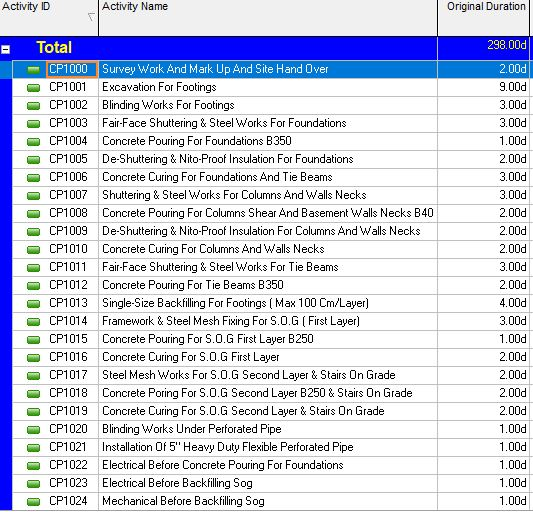 Activity ID Activity Name Original Duration
Total 298.00d
CP1000 Survey Work And Mark Up And Site Hand Over 2.00d
CP1001 Excavation For Footings 9.00d
CP1002 Blinding Works For Footings 3.00d
CP1003 Fair-Face Shuttering & Steel Works For Foundations 3.00d
CP1004 Concrete Pouring For Foundations B350 1.00d
CP1005 De-Shuttering & Nito-Proof Insulation For Foundations 2.00d
CP1006 Concrete Curing For Foundations And Tie Beams 3.00d
CP1007 Shuttering & Steel Works For Columns And Walls Necks 3.00d
CP1008 Concrete Pouring For Columns Shear And Basement Walls Necks B40 2.00d
CP1009 De-Shuttering & Nito-Proof Insulation For Columns And Walls Necks 2.00d
CP1010 Concrete Curing For Columns And Walls Necks 2.00d
CP1011 Fair-Face Shuttering & Steel Works For Tie Beams 3.00d
CP1012 Concrete Pouring For Tie Beams B350 2.00d
CP1013 Single-Size Backfilling For Footings ( Max 100 Cm/Layer) 4.00d
CP1014 Framework & Steel Mesh Fixing For S.O.G ( First Layer) 3.00d
CP1015 Concrete Pouring For S.O.G First Layer B250 1.00d
CP1016 Concrete Curing For S.O.G First Layer 2.00d
CP1017 Steel Mesh Works For S.O.G Second Layer & Stairs On Grade 2.00d
CP1018 Concrete Poring For S.O.G Second Layer B250 & Stairs On Grade 2.00d
CP1019 Concrete Curing For S.O.G Second Layer & Stairs On Grade 2.00d
CP1020 Blinding Works Under Perforated Pipe 1.00d
CP1021 Installation Of 5" Heavy Duty Flexible Perforated Pipe 1.00d
CP1022 Electrical Before Concrete Pouring For Foundations 1.00d
CP1023 Electrical Before Backfilling Sog 1.00d
CP1024 Mechanical Before Backfilling Sog 1.00d